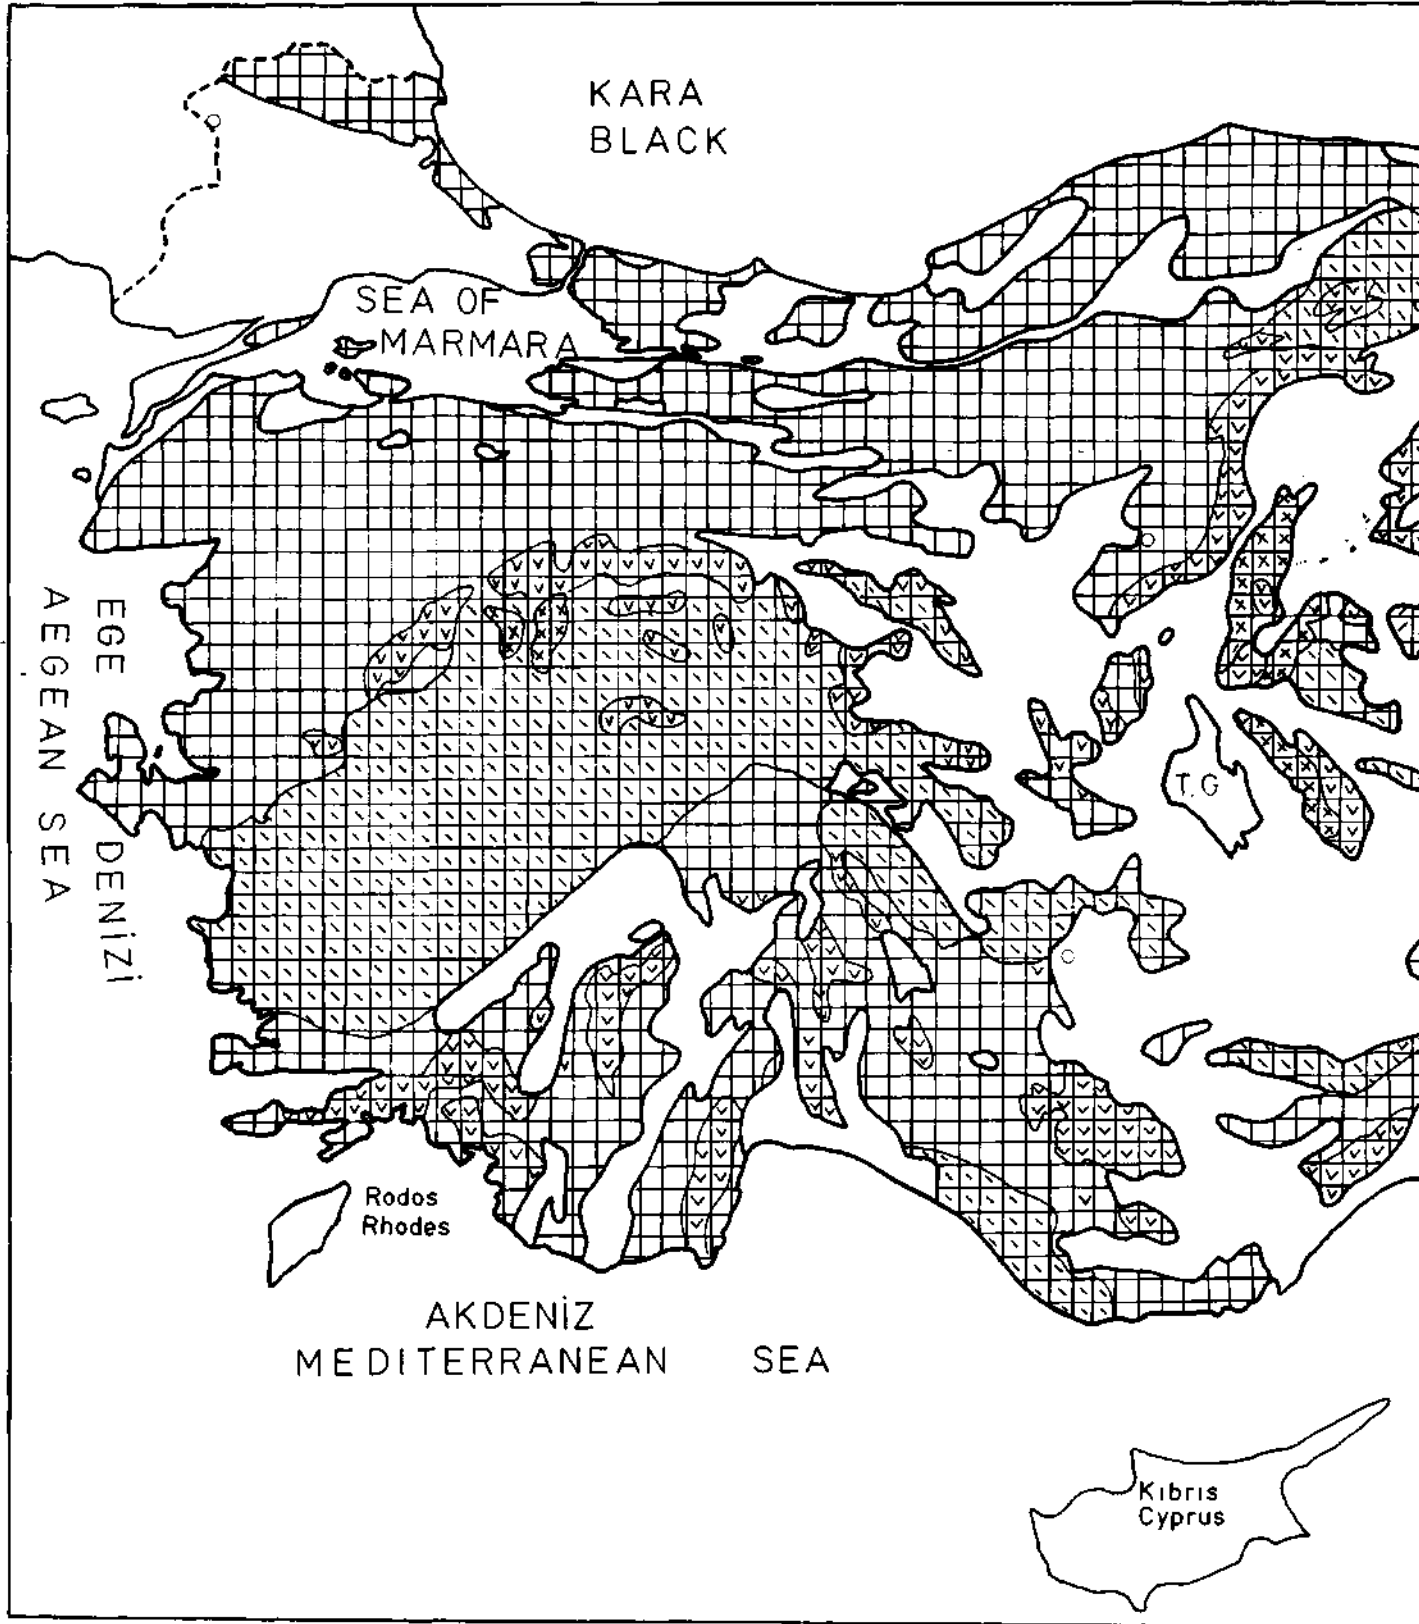 KARA
BLACK
SEA OF
MARMARA
EGE DENİZİ
AEGEAN SEA
T.G
Rodos
Rhodes
AKDENİZ
MEDITERRANEAN SEA
Kıbrıs
Cyprus